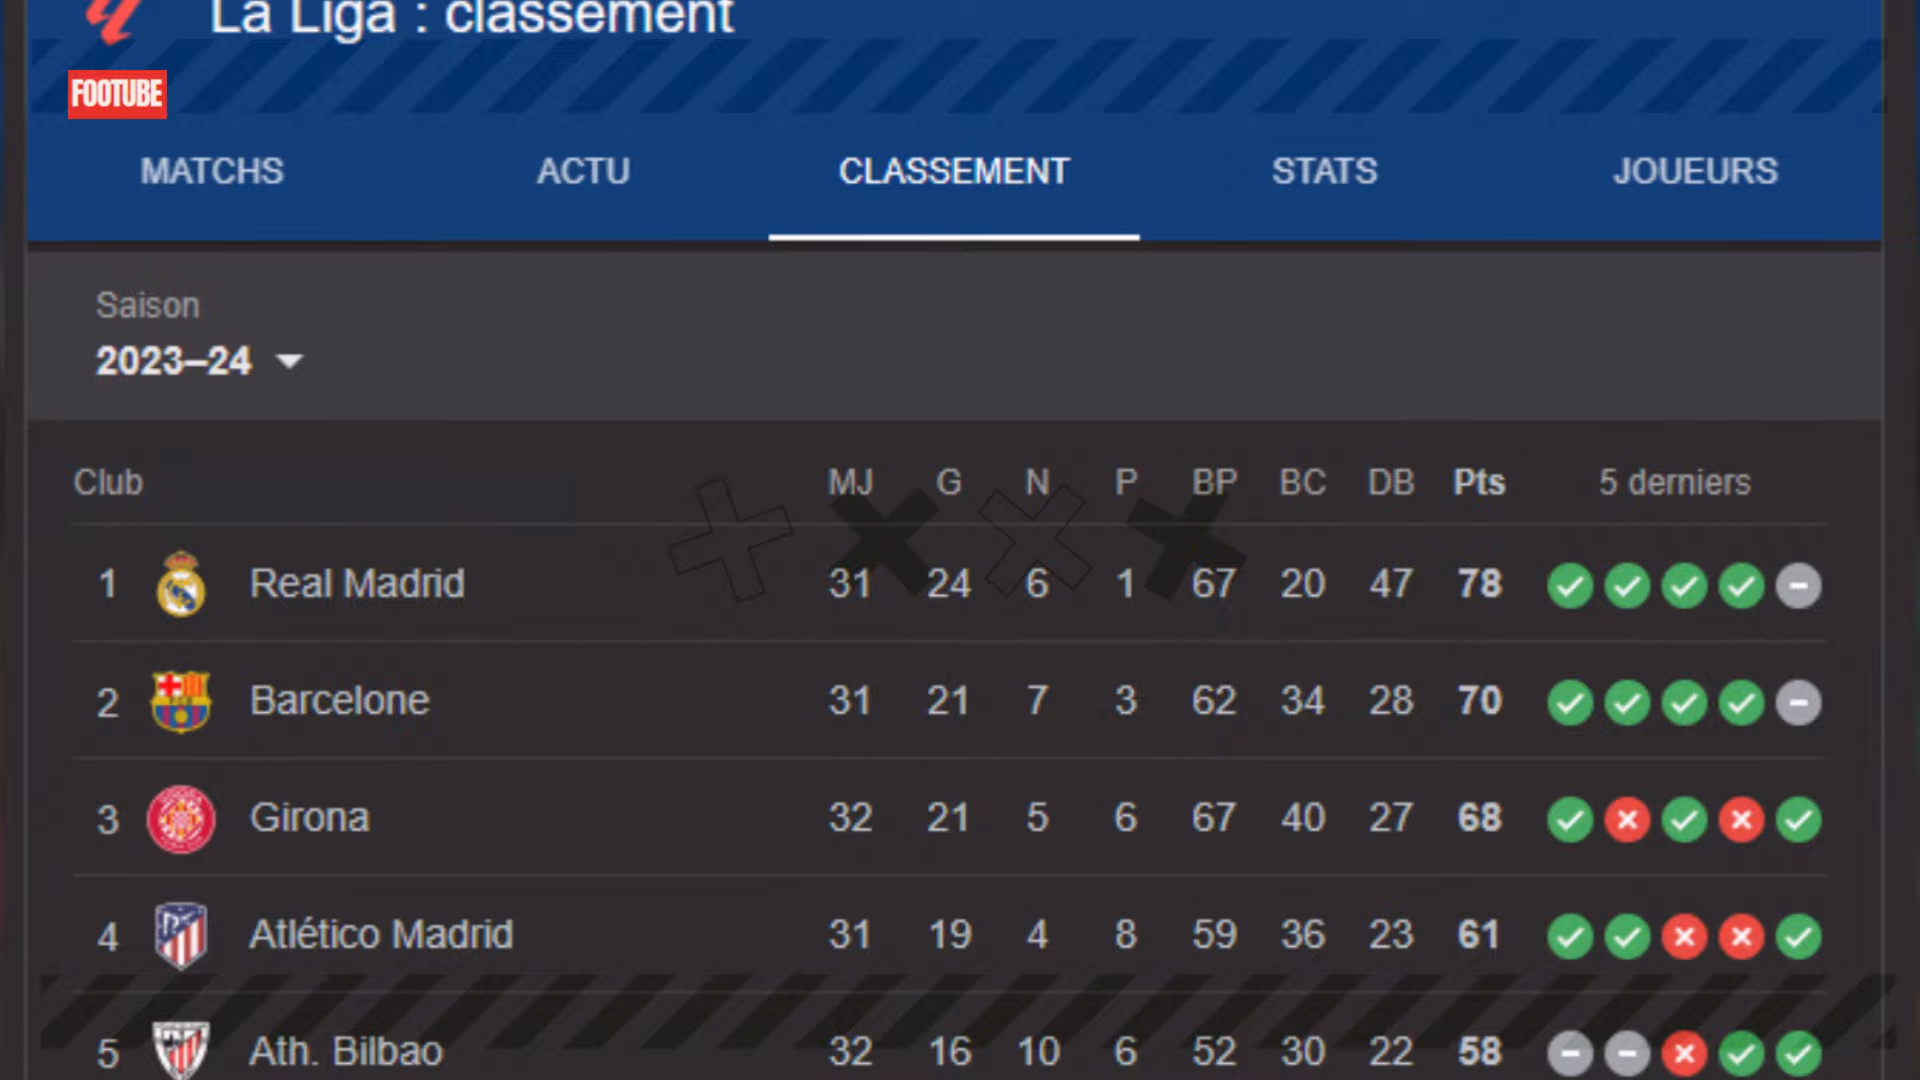 La Liga : classement
FOOTUBE
MATCHS ACTU CLASSEMENT STATS JOUEURS
Saison
2023–24
Club MJ G N P BP BC DB Pts 5 derniers
1 Real Madrid 31 24 6 1 67 20 47 78
2 Barcelone 31 21 7 3 62 34 28 70
3 Girona 32 21 5 6 67 40 27 68
4 Atlético Madrid 31 19 4 8 59 36 23 61
5 Ath. Bilbao 32 16 10 6 52 30 22 58